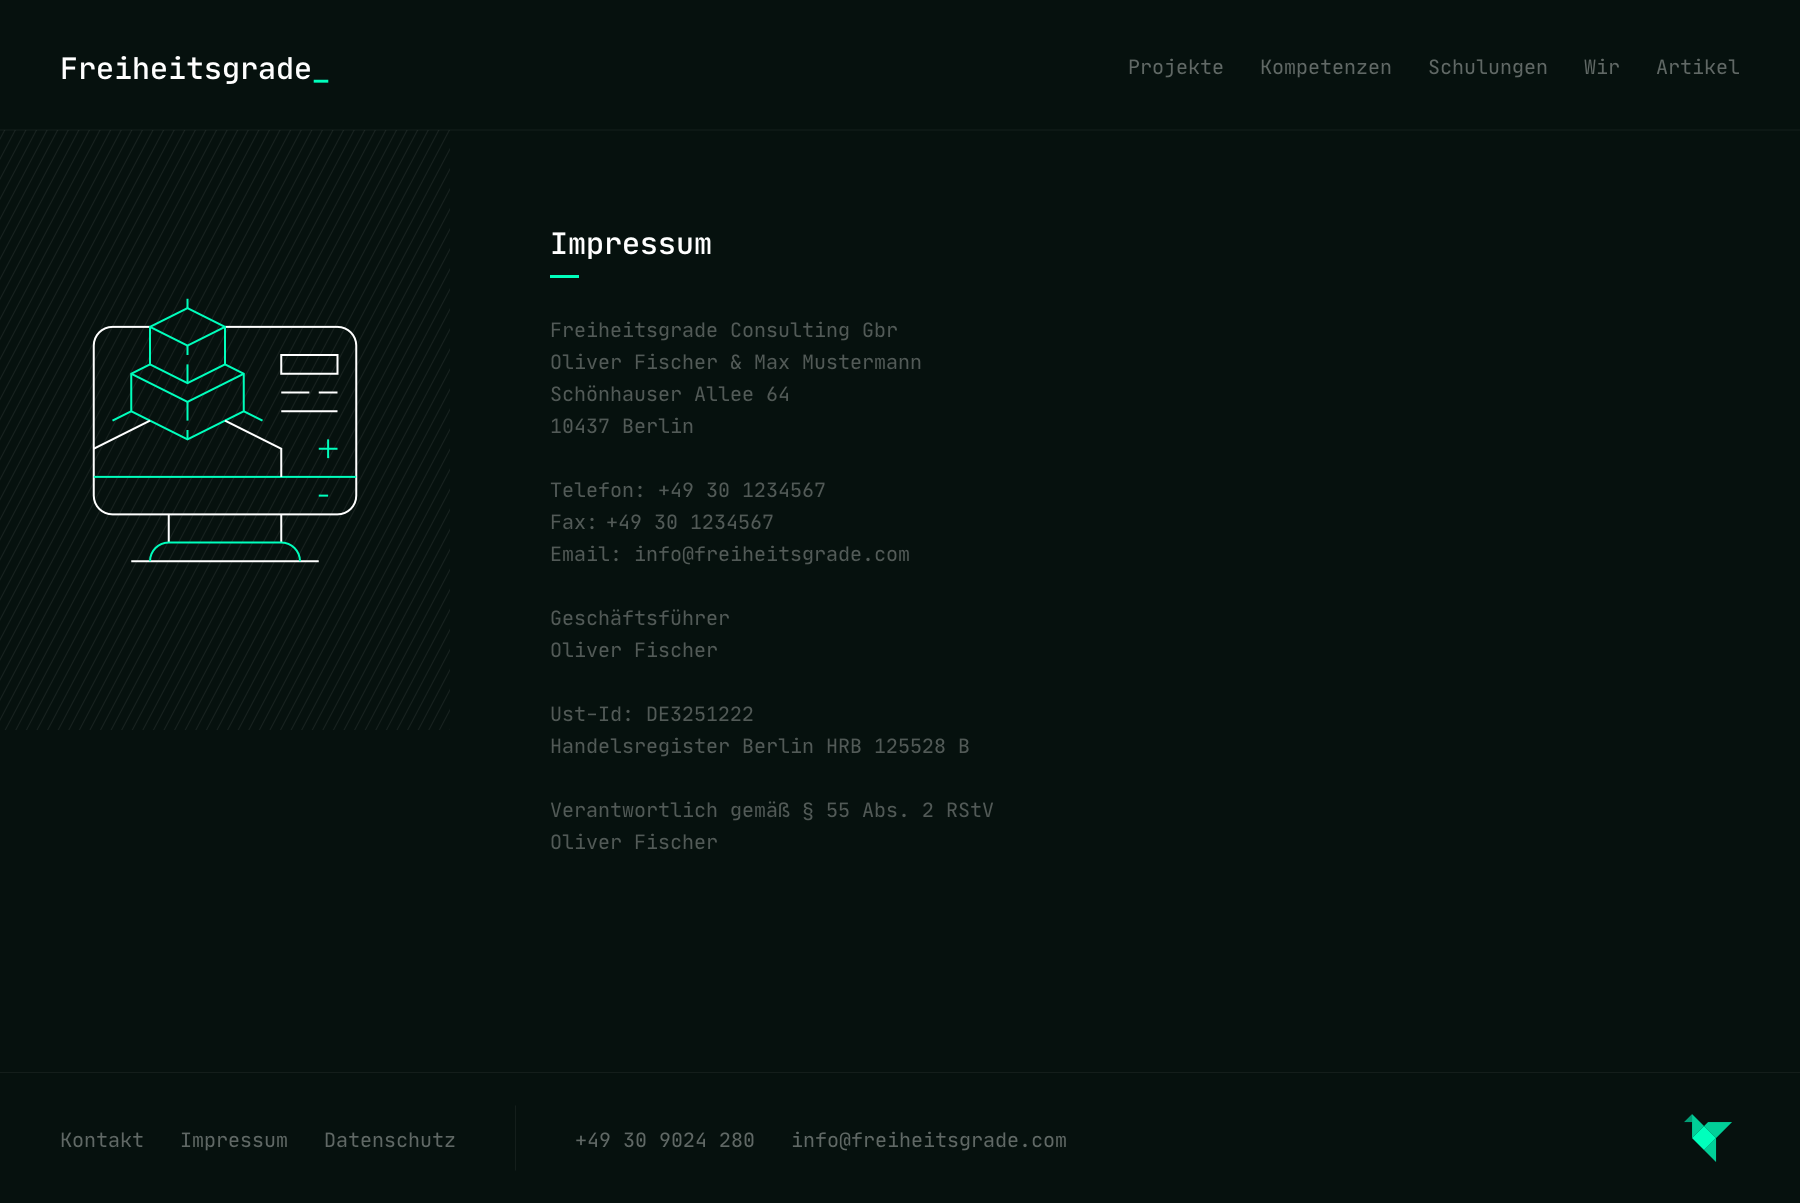 Freiheitsgrade_
Projekte Kompetenzen Schulungen Wir Artikel
Impressum
Freiheitsgrade Consulting Gbr
Oliver Fischer & Max Mustermann
Schönhauser Allee 64
10437 Berlin
Telefon: +49 30 1234567
Fax: +49 30 1234567
Email: info@freiheitsgrade.com
Geschäftsführer
Oliver Fischer
Ust-Id: DE3251222
Handelsregister Berlin HRB 125528 B
Verantwortlich gemäß § 55 Abs. 2 RStV
Oliver Fischer
Kontakt Impressum Datenschutz +49 30 9024 280 info@freiheitsgrade.com